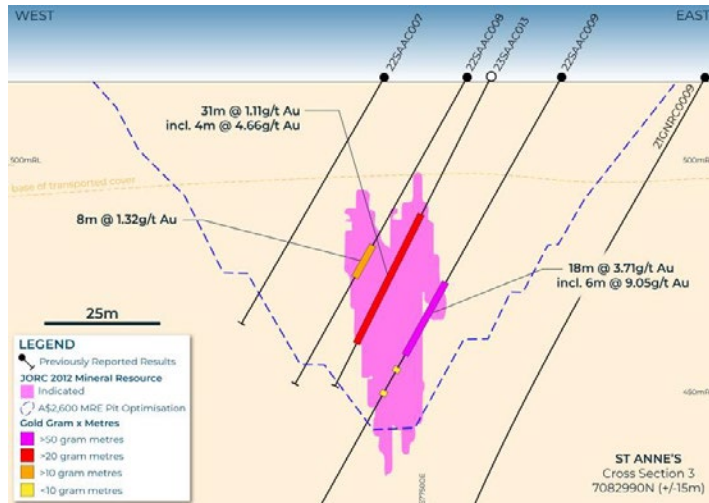 WEST
EAST
22SAAC007
22SAAC008
23SAAC013
22SAAC009
21GNRC0009
31m @ 1.11g/t Au
incl. 4m @ 4.66g/t Au
500mRL
500mRL
base of transported cover
8m @ 1.32g/t Au
18m @ 3.71g/t Au
incl. 6m @ 9.05g/t Au
25m
LEGEND
Previously Reported Results
JORC 2012 Mineral Resource
Indicated
A$2,600 MRE Pit Optimisation
Gold Gram x Metres
>50 gram metres
>20 gram metres
>10 gram metres
<10 gram metres
450mRL
ST ANNE'S
Cross Section 3
7082990N (+/-15m)